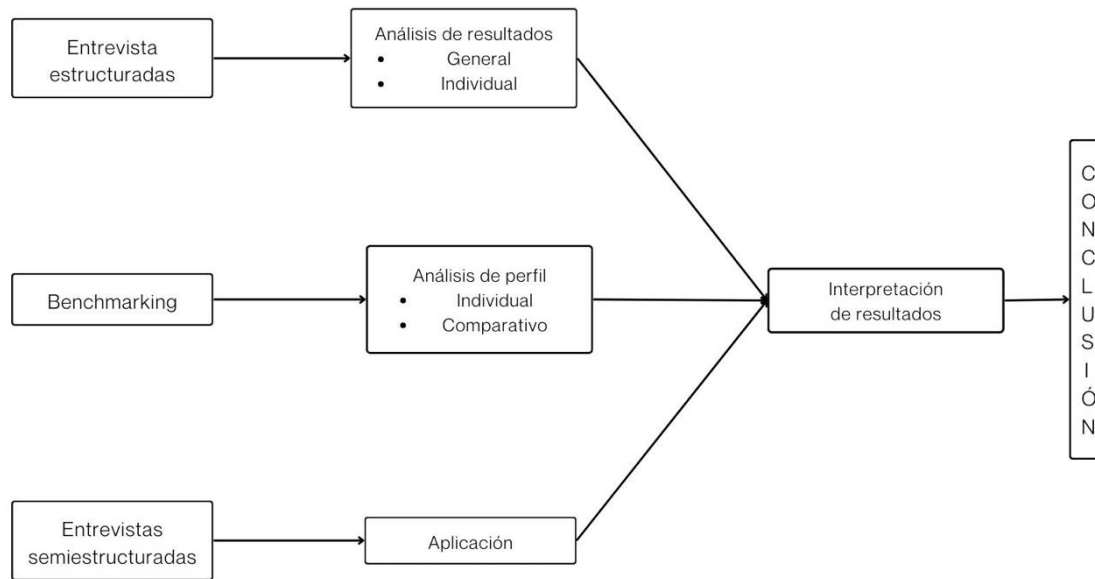 Entrevista
estructuradas
Análisis de resultados
• General
• Individual
Benchmarking
Análisis de perfil
• Individual
• Comparativo
Entrevistas
semiestructuradas
Aplicación
Interpretación
de resultados
C
O
N
C
L
U
S
I
Ó
N